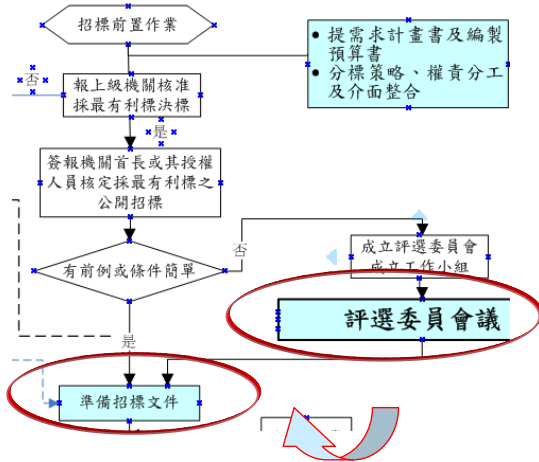 招標前置作業
• 提需求計畫書及編製
預算書
• 分標策略、權責分工
及介面整合
否
報上級機關核准
採最有利標決標
是
簽報機關首長或其授權
人員核定採最有利標之
公開招標
否
有前例或條件簡單
成立評選委員會
成立工作小組
評選委員會議
是
準備招標文件